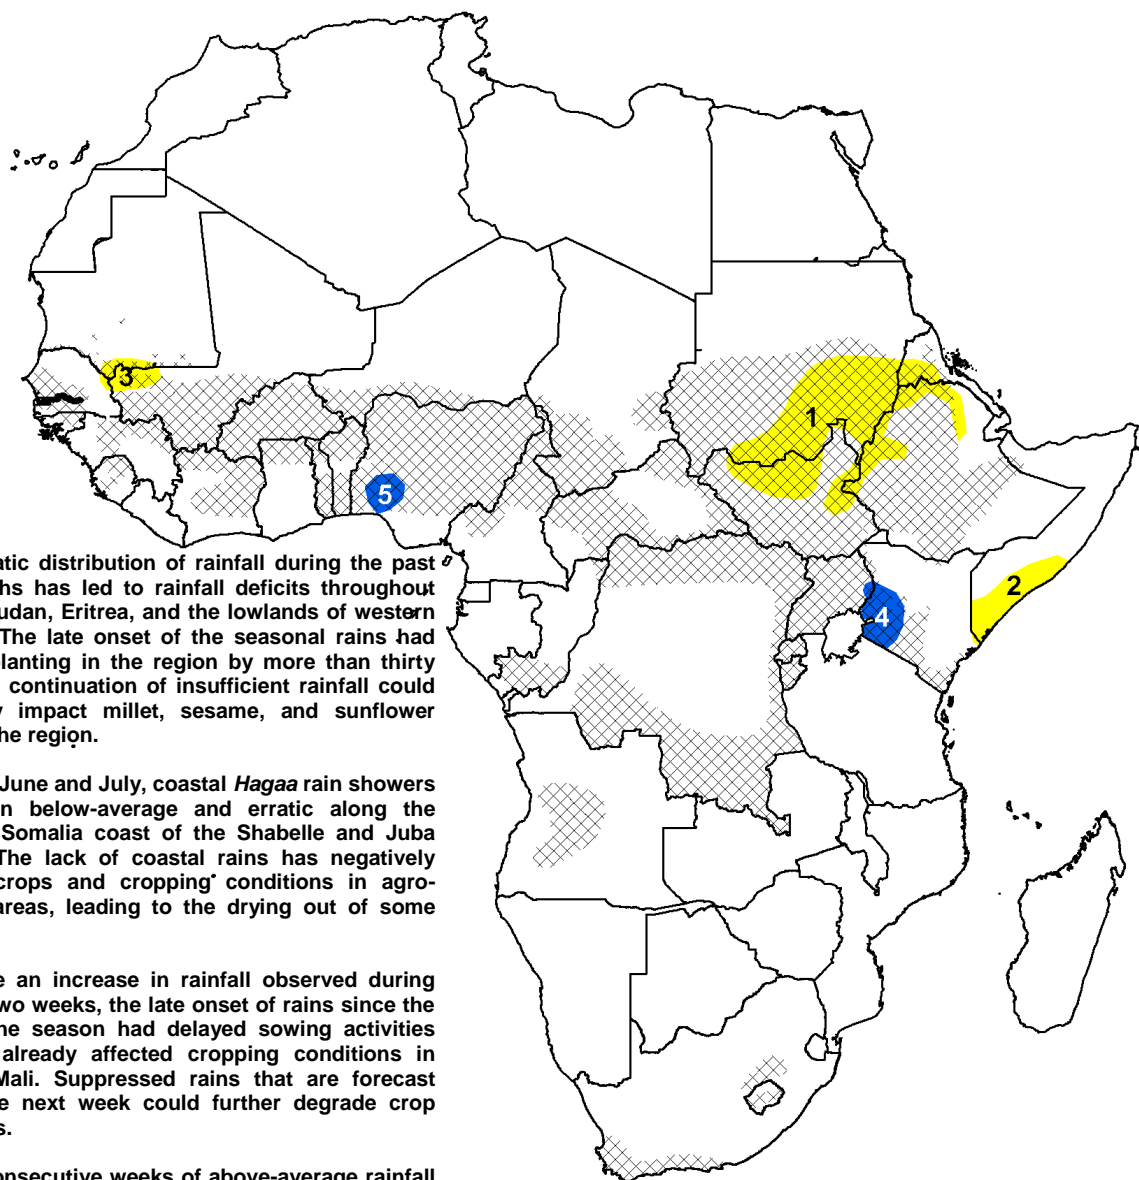 atic distribution of rainfall during the past
hs has led to rainfall deficits throughout
udan, Eritrea, and the lowlands of western
The late onset of the seasonal rains had
lanting in the region by more than thirty
continuation of insufficient rainfall could
y impact millet, sesame, and sunflower
he region.
June and July, coastal Hagaa rain showers
n below-average and erratic along the
Somalia coast of the Shabelle and Juba
The lack of coastal rains has negatively
crops and cropping conditions in agro-
areas, leading to the drying out of some
e an increase in rainfall observed during
two weeks, the late onset of rains since the
he season had delayed sowing activities
already affected cropping conditions in
Mali. Suppressed rains that are forecast
e next week could further degrade crop
s.
onsecutive weeks of above-average rainfall
1
2
3
4
5